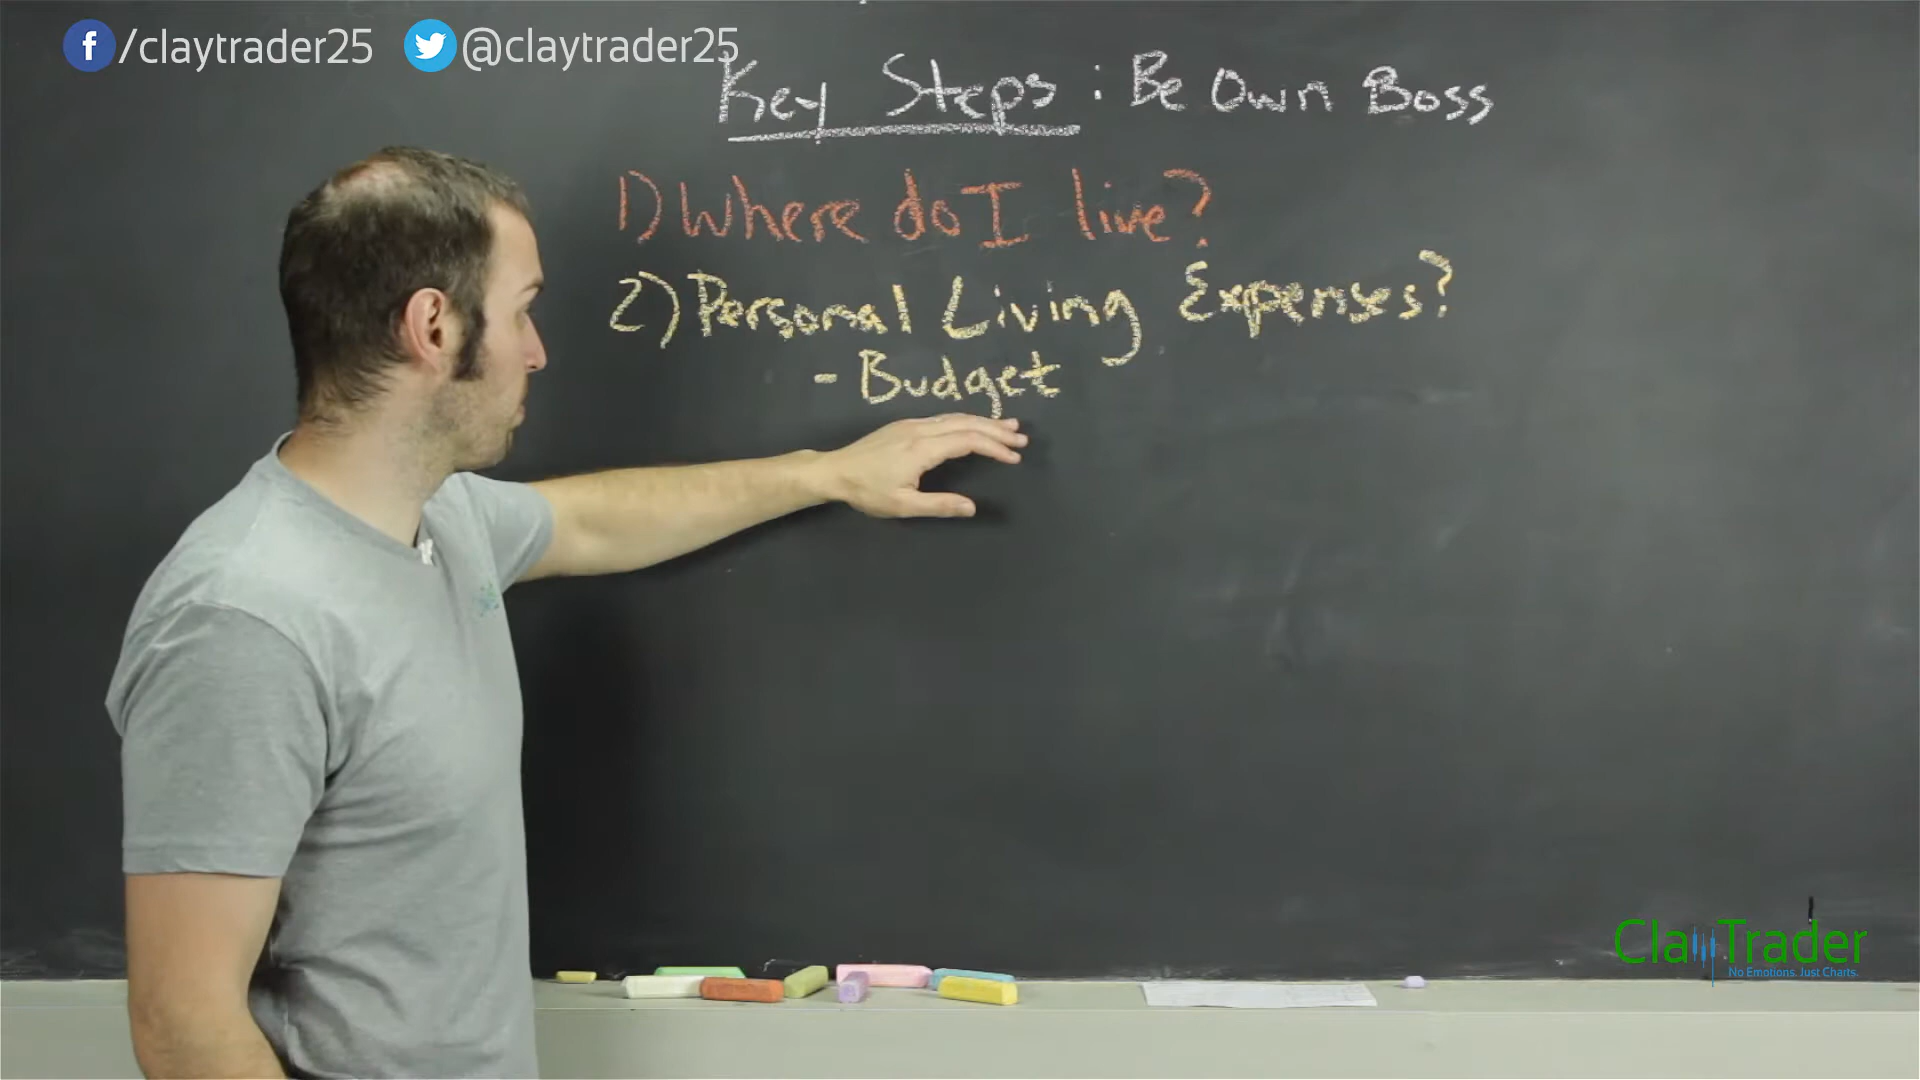 f/claytrader25 @claytrader25
Key Steps: Be Own Boss
1) Where do I live?
2) Personal Living Expenses?
- Budget
ClayTrader
No Emotions. Just Charts.